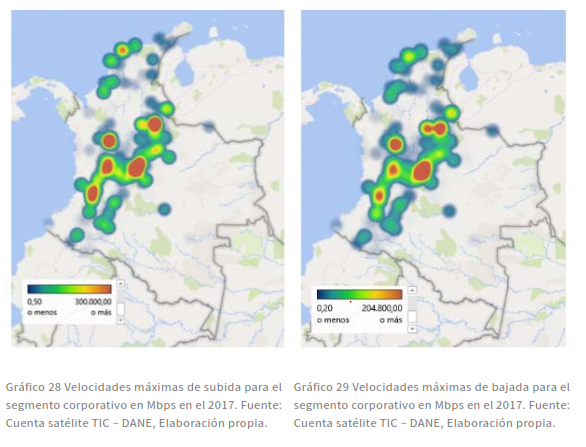 0,50 300.000,00
o menos o más
0,20 204.800,00
o menos o más
Gráfico 28 Velocidades máximas de subida para el
segmento corporativo en Mbps en el 2017. Fuente:
Cuenta satélite TIC – DANE, Elaboración propia.
Gráfico 29 Velocidades máximas de bajada para el
segmento corporativo en Mbps en el 2017. Fuente:
Cuenta satélite TIC – DANE, Elaboración propia.